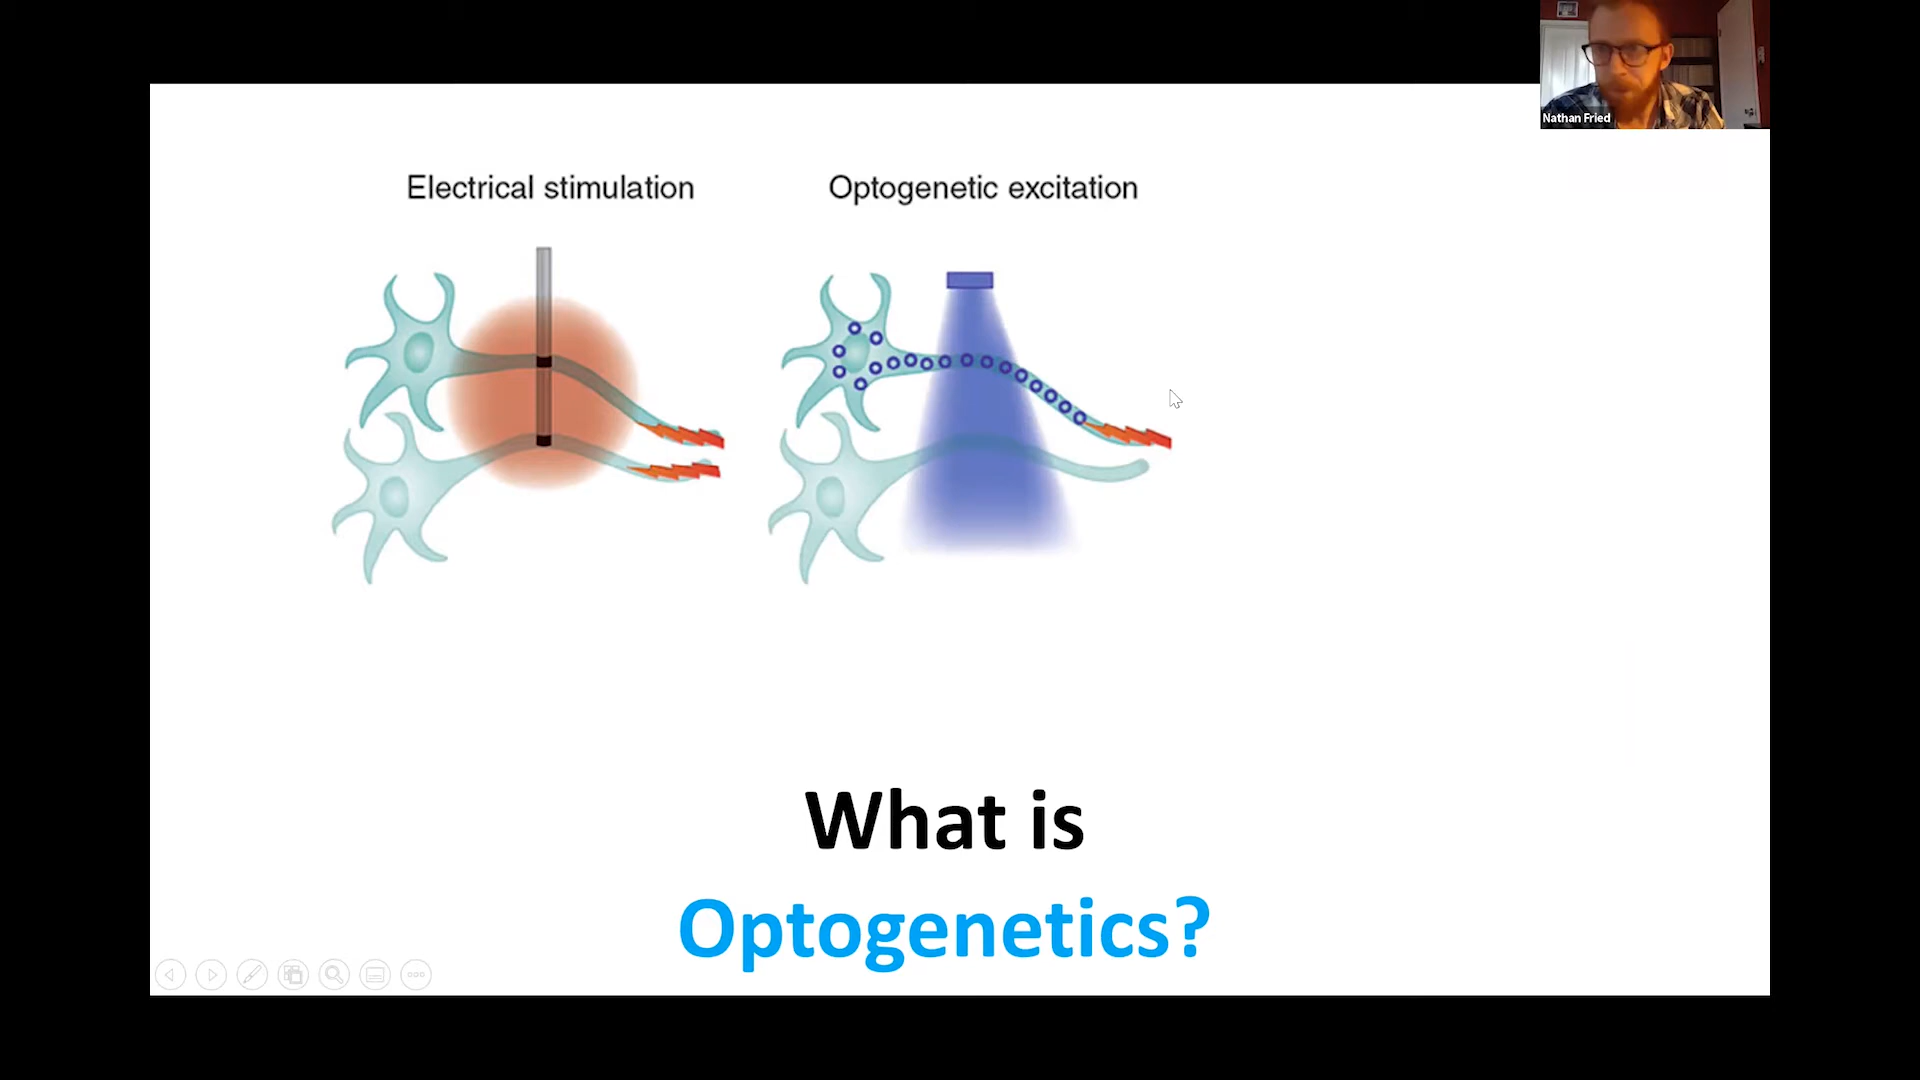 Nathan Fried
Electrical stimulation
Optogenetic excitation
What is
Optogenetics?